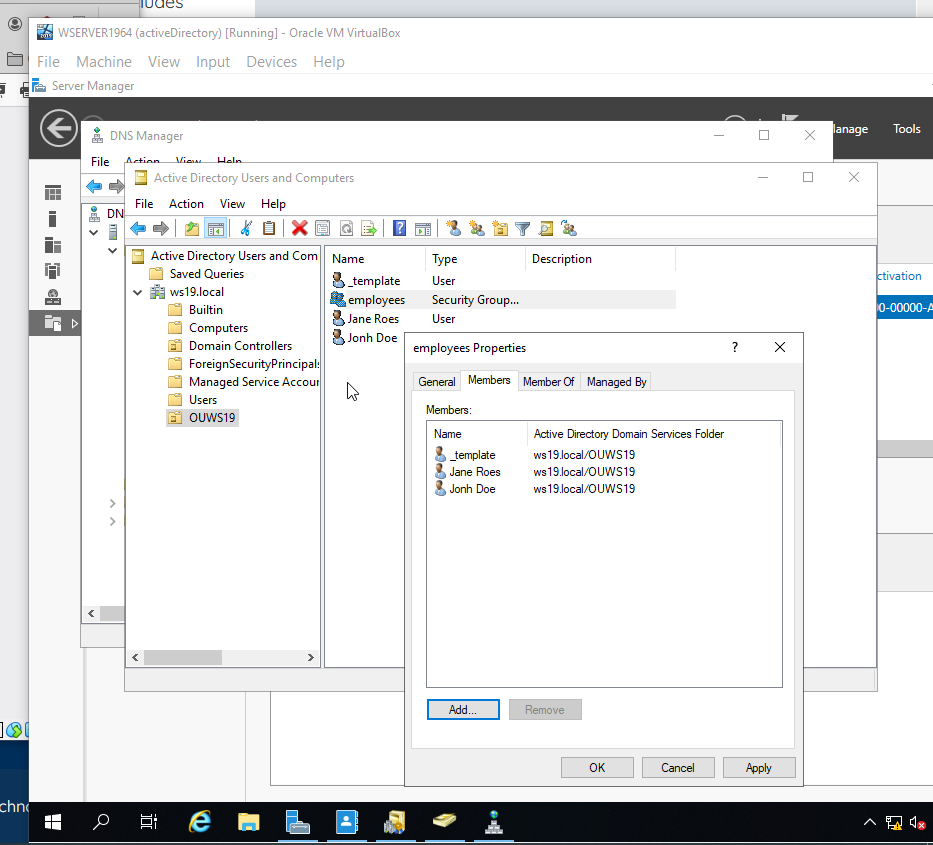 ludes
WSERVER1964 (activeDirectory) [Running] - Oracle VM VirtualBox
File Machine View Input Devices Help
Server Manager
Manage Tools
DNS Manager
File Action View Help
DN
Active Directory Users and Computers
File Action View Help
Active Directory Users and Com
Saved Queries
ws19.local
Builtin
Computers
Domain Controllers
ForeignSecurityPrincipals
Managed Service Accour
Users
OUWS19
Name Type Description
_template User
employees Security Group...
Jane Roes User
Jonh Doe
ctivation
00-00000-A
employees Properties
? 
General Members Member Of Managed By
Members:
Name Active Directory Domain Services Folder
_template ws19.local/OUWS19
Jane Roes ws19.local/OUWS19
Jonh Doe ws19.local/OUWS19
Add... Remove
OK Cancel Apply
chno